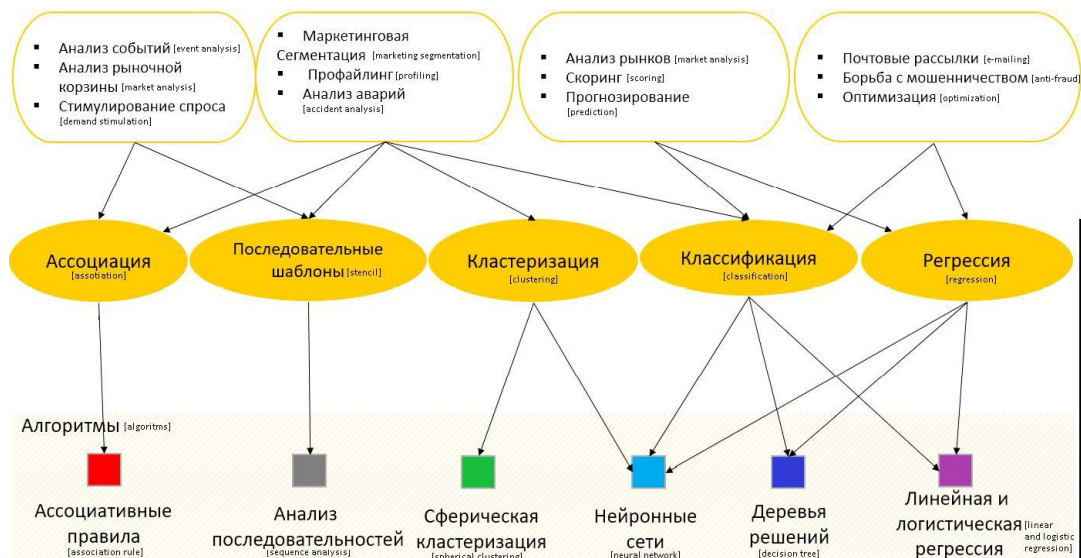 Анализ событий [event analysis]
Анализ рыночной
корзины [market analysis]
Стимулирование спроса
[demand stimulation]
Маркетинговая
Сегментация [marketing segmentation]
Профайлинг [profiling]
Анализ аварий
[accident analysis]
Анализ рынков [market analysis]
Скоринг [scoring]
Прогнозирование
[prediction]
Почтовые рассылки [e-mailing]
Борьба с мошенничеством [anti-fraud]
Оптимизация [optimization]
Ассоциация
[assotiation]
Последовательные
шаблоны [stencil]
Кластеризация
[clustering]
Классификация
[classification]
Регрессия
[regression]
Алгоритмы [algoritms]
Ассоциативные
правила
[association rule]
Анализ
последовательностей
[sequence analysis]
Сферическая
кластеризация
[spherical clustering]
Нейронные
сети
[neural network]
Деревья
решений
[decision tree]
Линейная и
логистическая [linear
регрессия and logistic
regression]